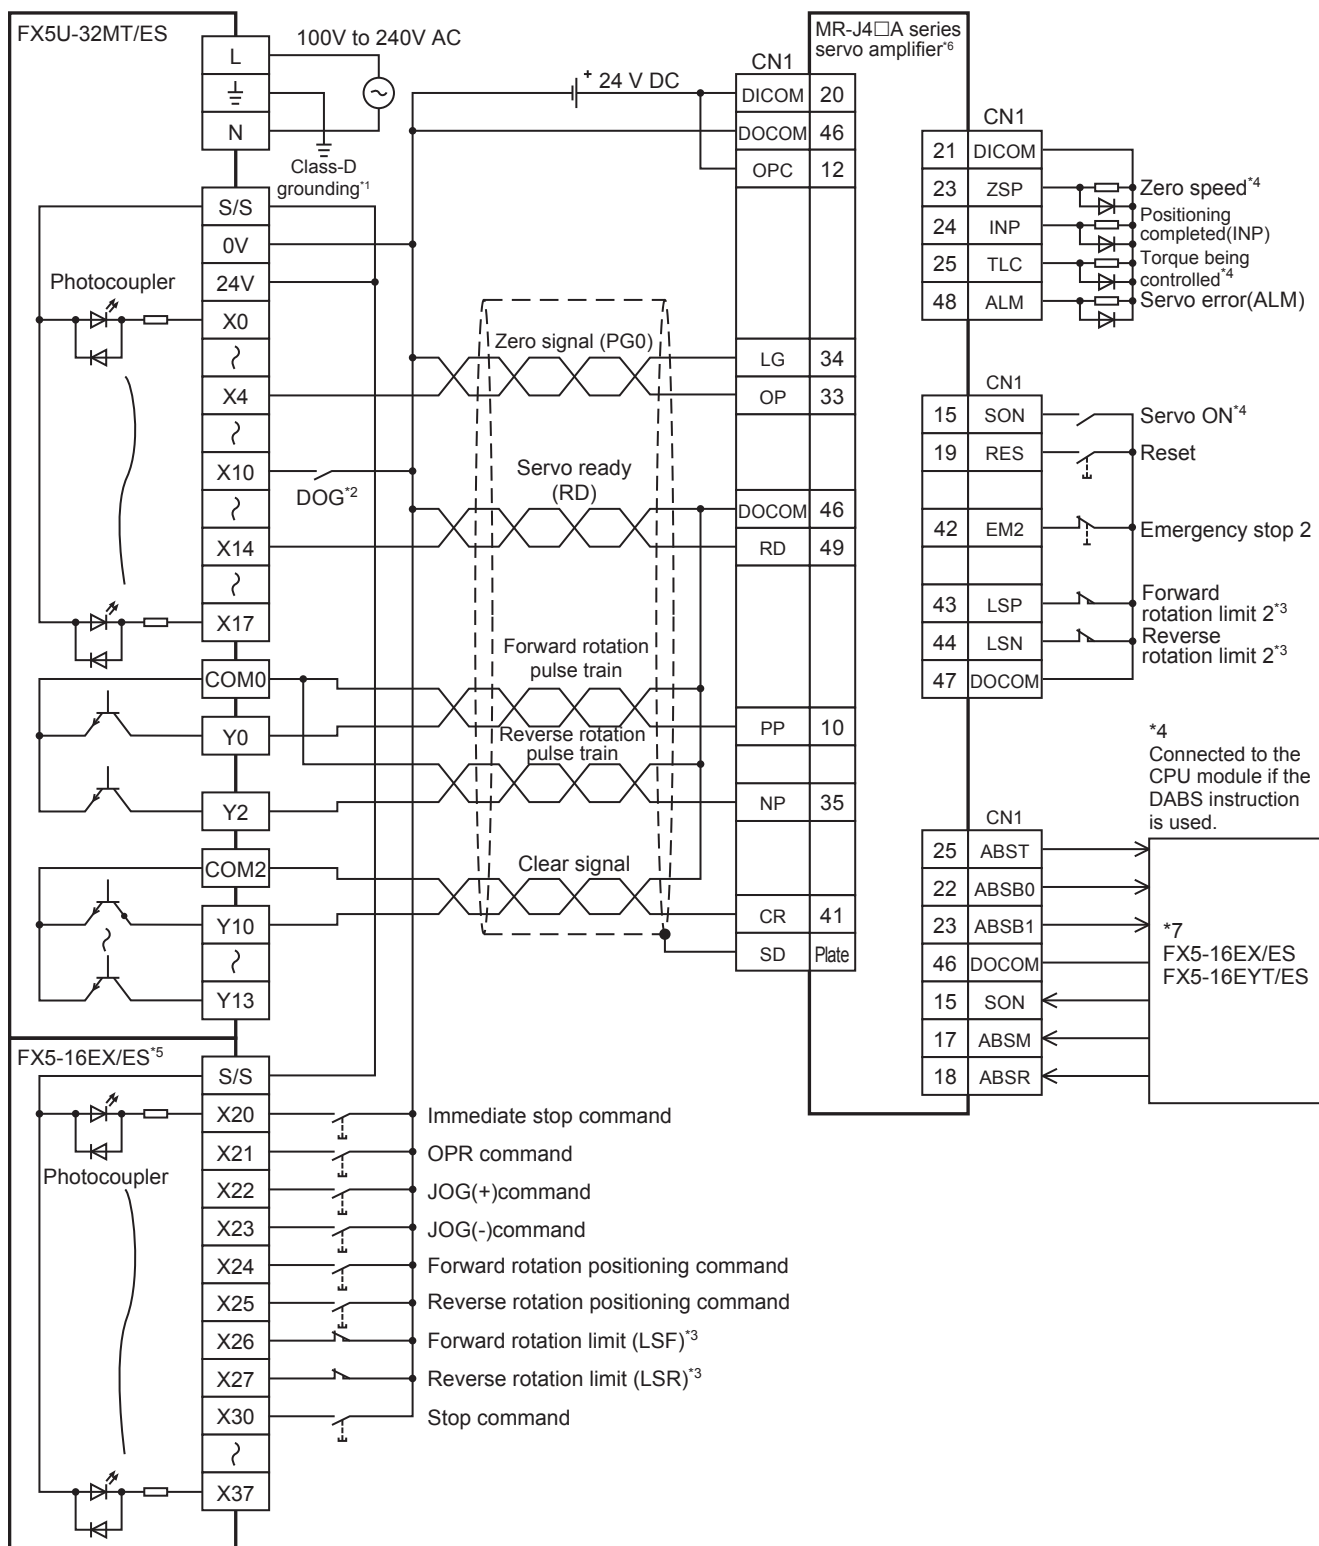 FX5U-32MT/ES
L
N
100V to 240V AC
Class-D
grounding*1
S/S
0V
24V
X0
X4
X10
X14
X17
COM0
Y0
Y2
COM2
Y10
Y13
Photocoupler
DOG*2
+ 24 V DC
Zero signal (PG0)
Servo ready
(RD)
Forward rotation
pulse train
Reverse rotation
pulse train
Clear signal
MR-J4□A series
servo amplifier*6
CN1
DICOM 20
DOCOM 46
OPC 12
LG 34
OP 33
DOCOM 46
RD 49
PP 10
NP 35
CR 41
SD Plate
CN1
21 DICOM
23 ZSP Zero speed*4
24 INP Positioning
completed(INP)
25 TLC Torque being
controlled*4
48 ALM Servo error(ALM)
CN1
15 SON Servo ON*4
19 RES Reset
42 EM2 Emergency stop 2
43 LSP Forward
rotation limit 2*3
44 LSN Reverse
rotation limit 2*3
47 DOCOM
*4
Connected to the
CPU module if the
DABS instruction
is used.
CN1
25 ABST
22 ABSB0
23 ABSB1
46 DOCOM
15 SON
17 ABSM
18 ABSR
*7
FX5-16EX/ES
FX5-16EYT/ES
FX5-16EX/ES*5
Photocoupler
S/S
X20 Immediate stop command
X21 OPR command
X22 JOG(+)command
X23 JOG(-)command
X24 Forward rotation positioning command
X25 Reverse rotation positioning command
X26 Forward rotation limit (LSF)*3
X27 Reverse rotation limit (LSR)*3
X30 Stop command
X37